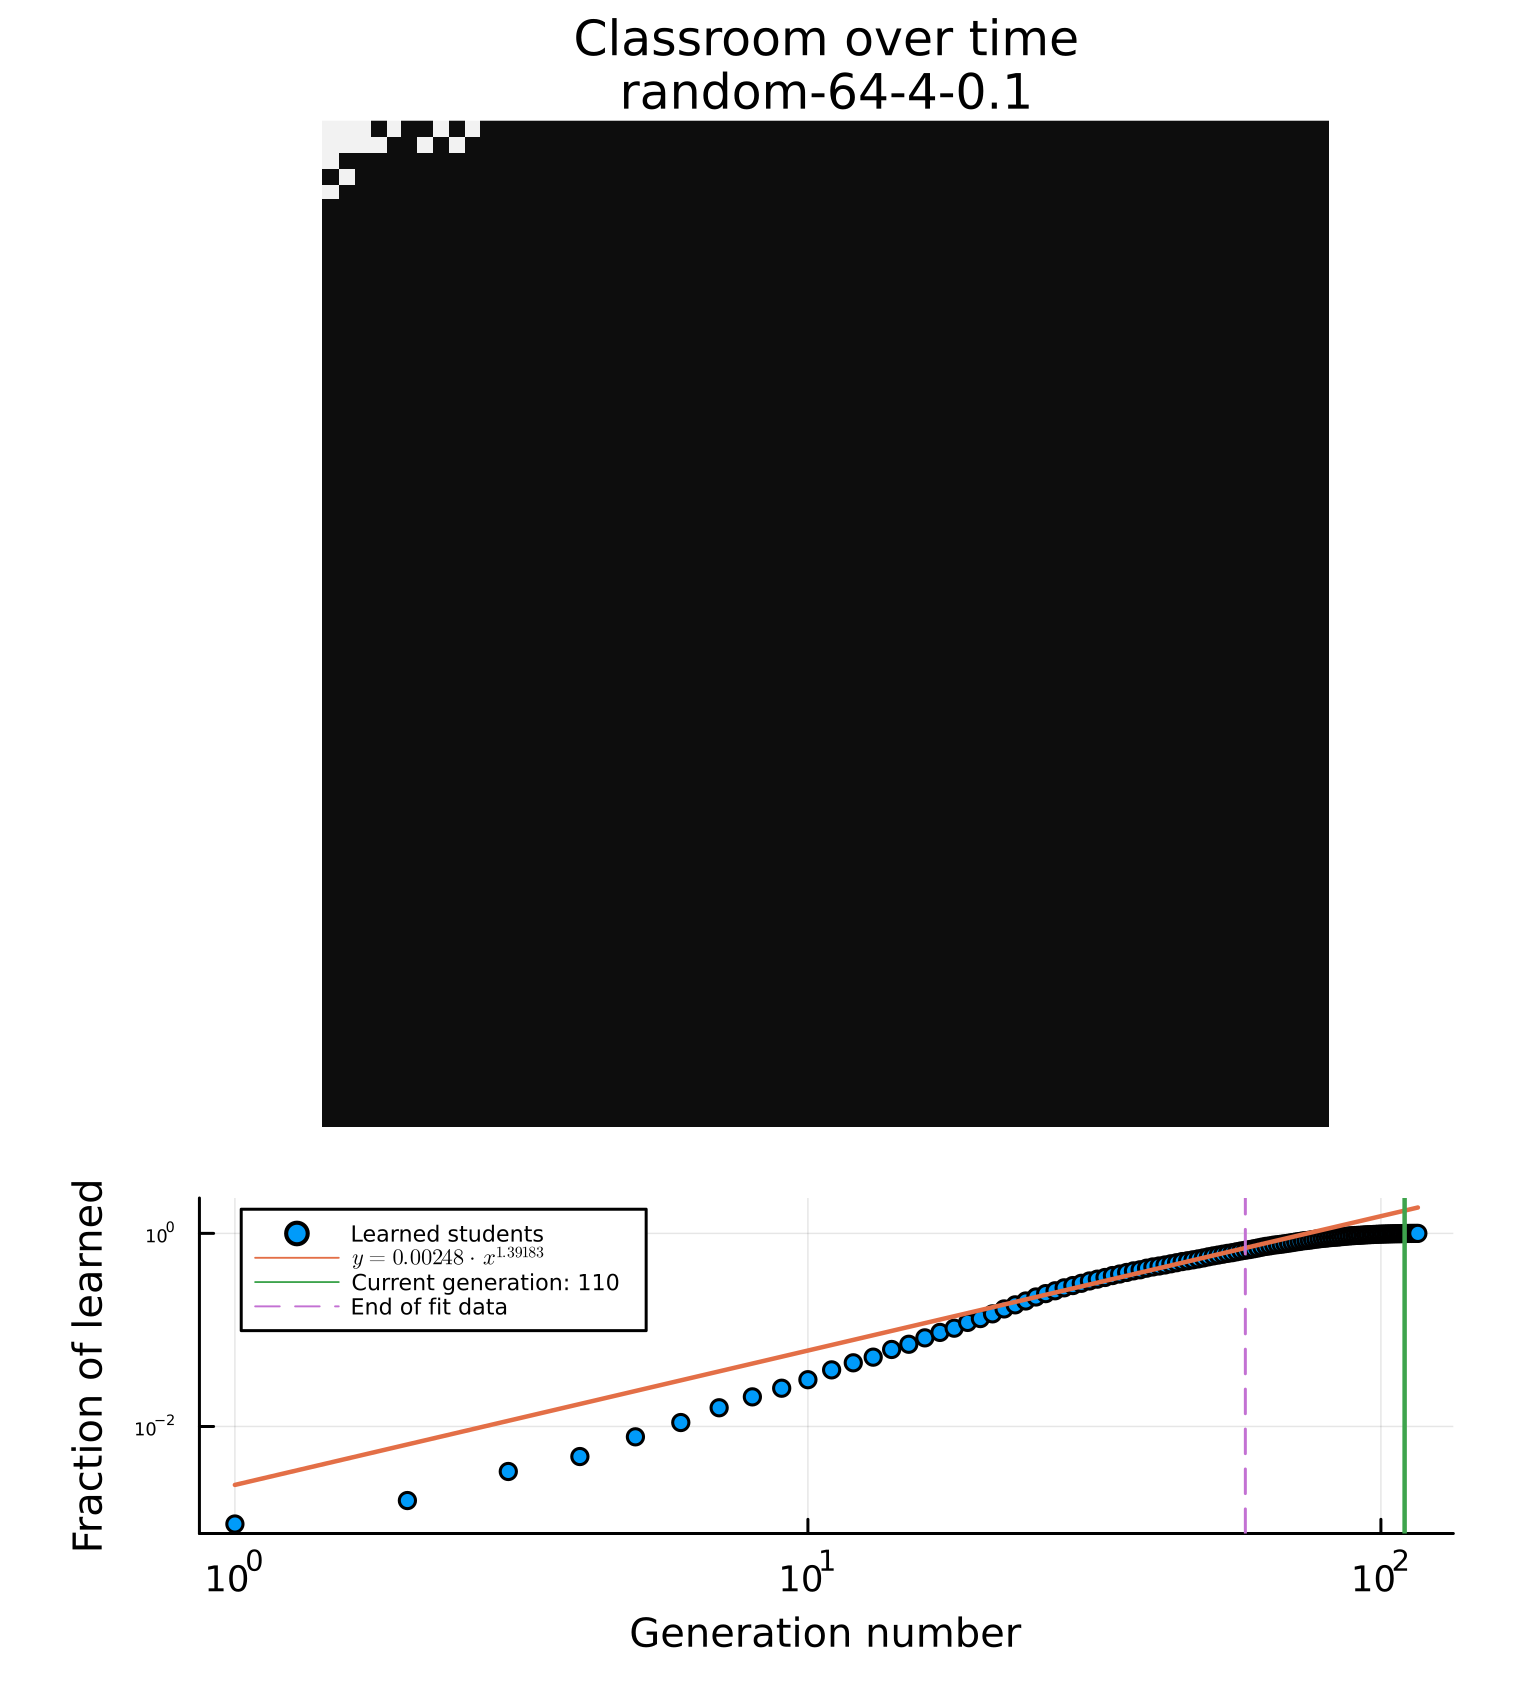 Classroom over time
random-64-4-0.1
Fraction of learned
10^0
10^-2
Learned students
y = 0.00248 · x^1.39183
Current generation: 110
End of fit data
10^0
10^1
10^2
Generation number